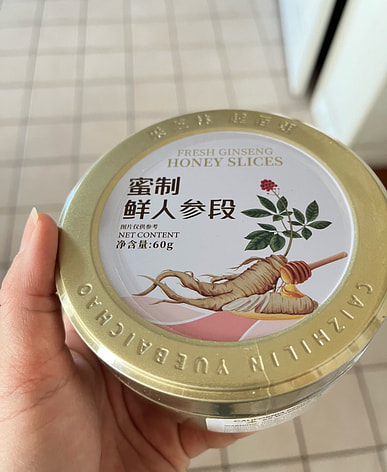 FRESH GINSENG
HONEY SLICES
蜜制
鲜人参段
图片仅供参考
NET CONTENT
净含量:60g
CAIZHILIN YUEBAICHAO